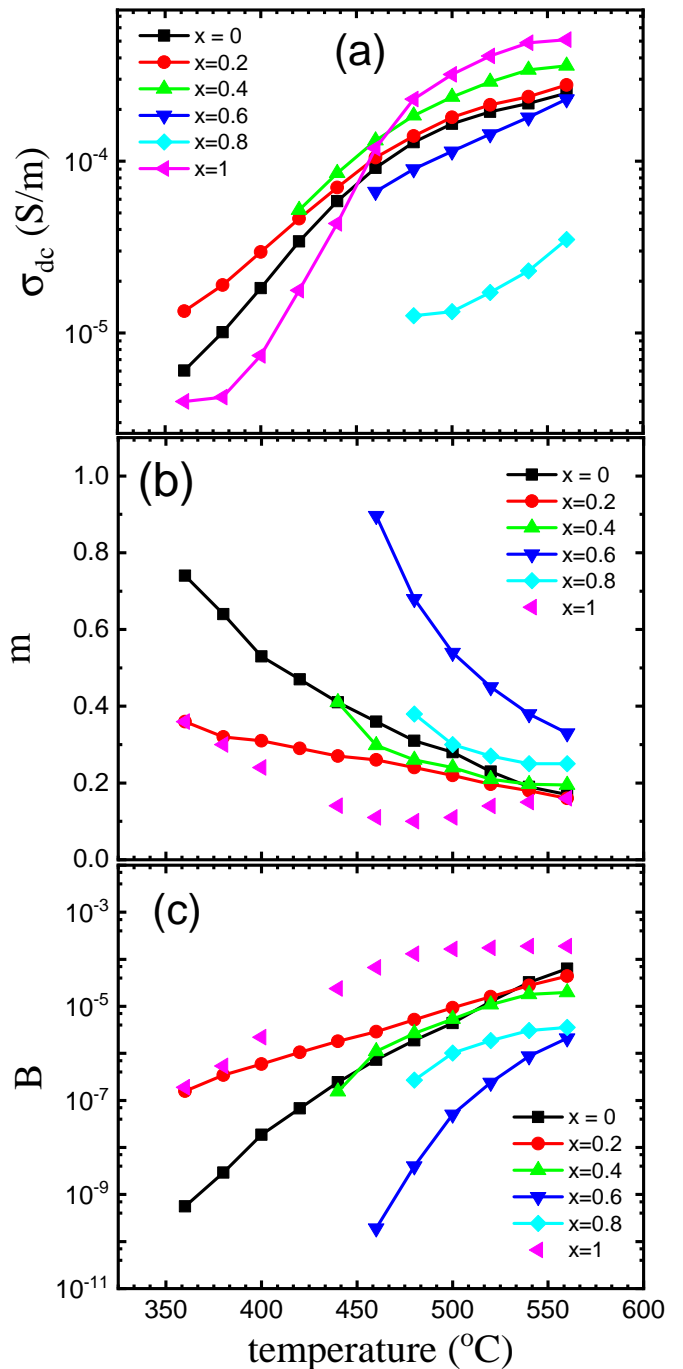 (a)
x = 0
x=0.2
x=0.4
x=0.6
x=0.8
x=1
10⁻⁴
10⁻⁵
σdc (S/m)
(b)
x = 0
x=0.2
x=0.4
x=0.6
x=0.8
x=1
1.0
0.8
0.6
0.4
0.2
0.0
m
(c)
10⁻³
10⁻⁵
10⁻⁷
10⁻⁹
10⁻¹¹
B
x = 0
x=0.2
x=0.4
x=0.6
x=0.8
x=1
350 400 450 500 550 600
temperature (°C)